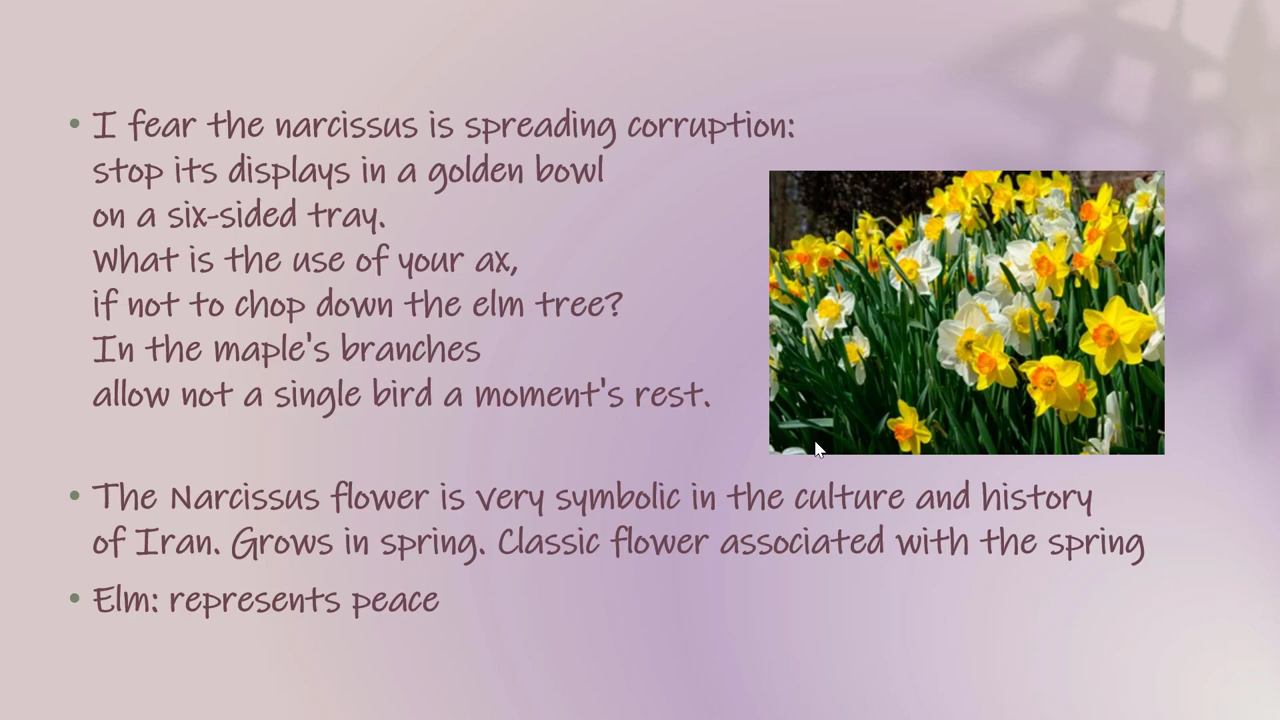 • I fear the narcissus is spreading corruption:
stop its displays in a golden bowl
on a six-sided tray.
What is the use of your ax,
if not to chop down the elm tree?
In the maple's branches
allow not a single bird a moment's rest.
• The Narcissus flower is very symbolic in the culture and history
of Iran. Grows in spring. Classic flower associated with the spring
• Elm: represents peace